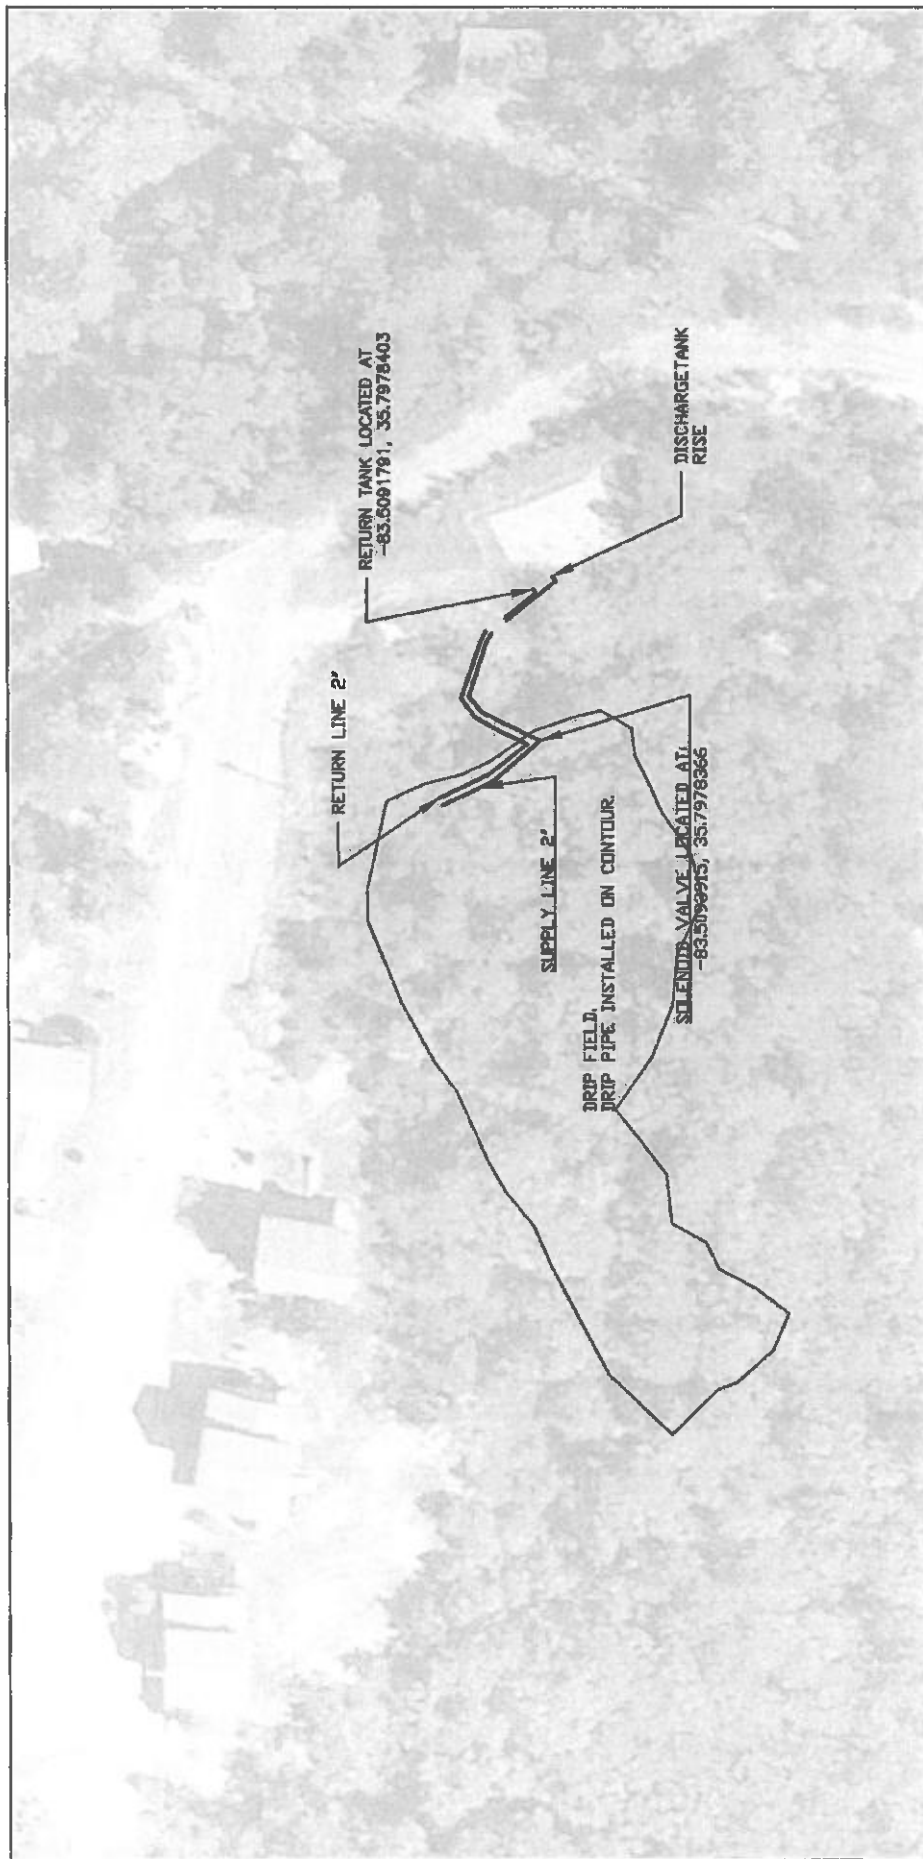 RETURN LINE 2"
RETURN TANK LOCATED AT
-83.6091791, 35.7978403
SUPPLY LINE 2"
DRIP FIELD,
DRIP PIPE INSTALLED ON CONTOUR.
SOLENOID VALVE LOCATED AT:
35.7978366
DISCHARGETANK
RISE